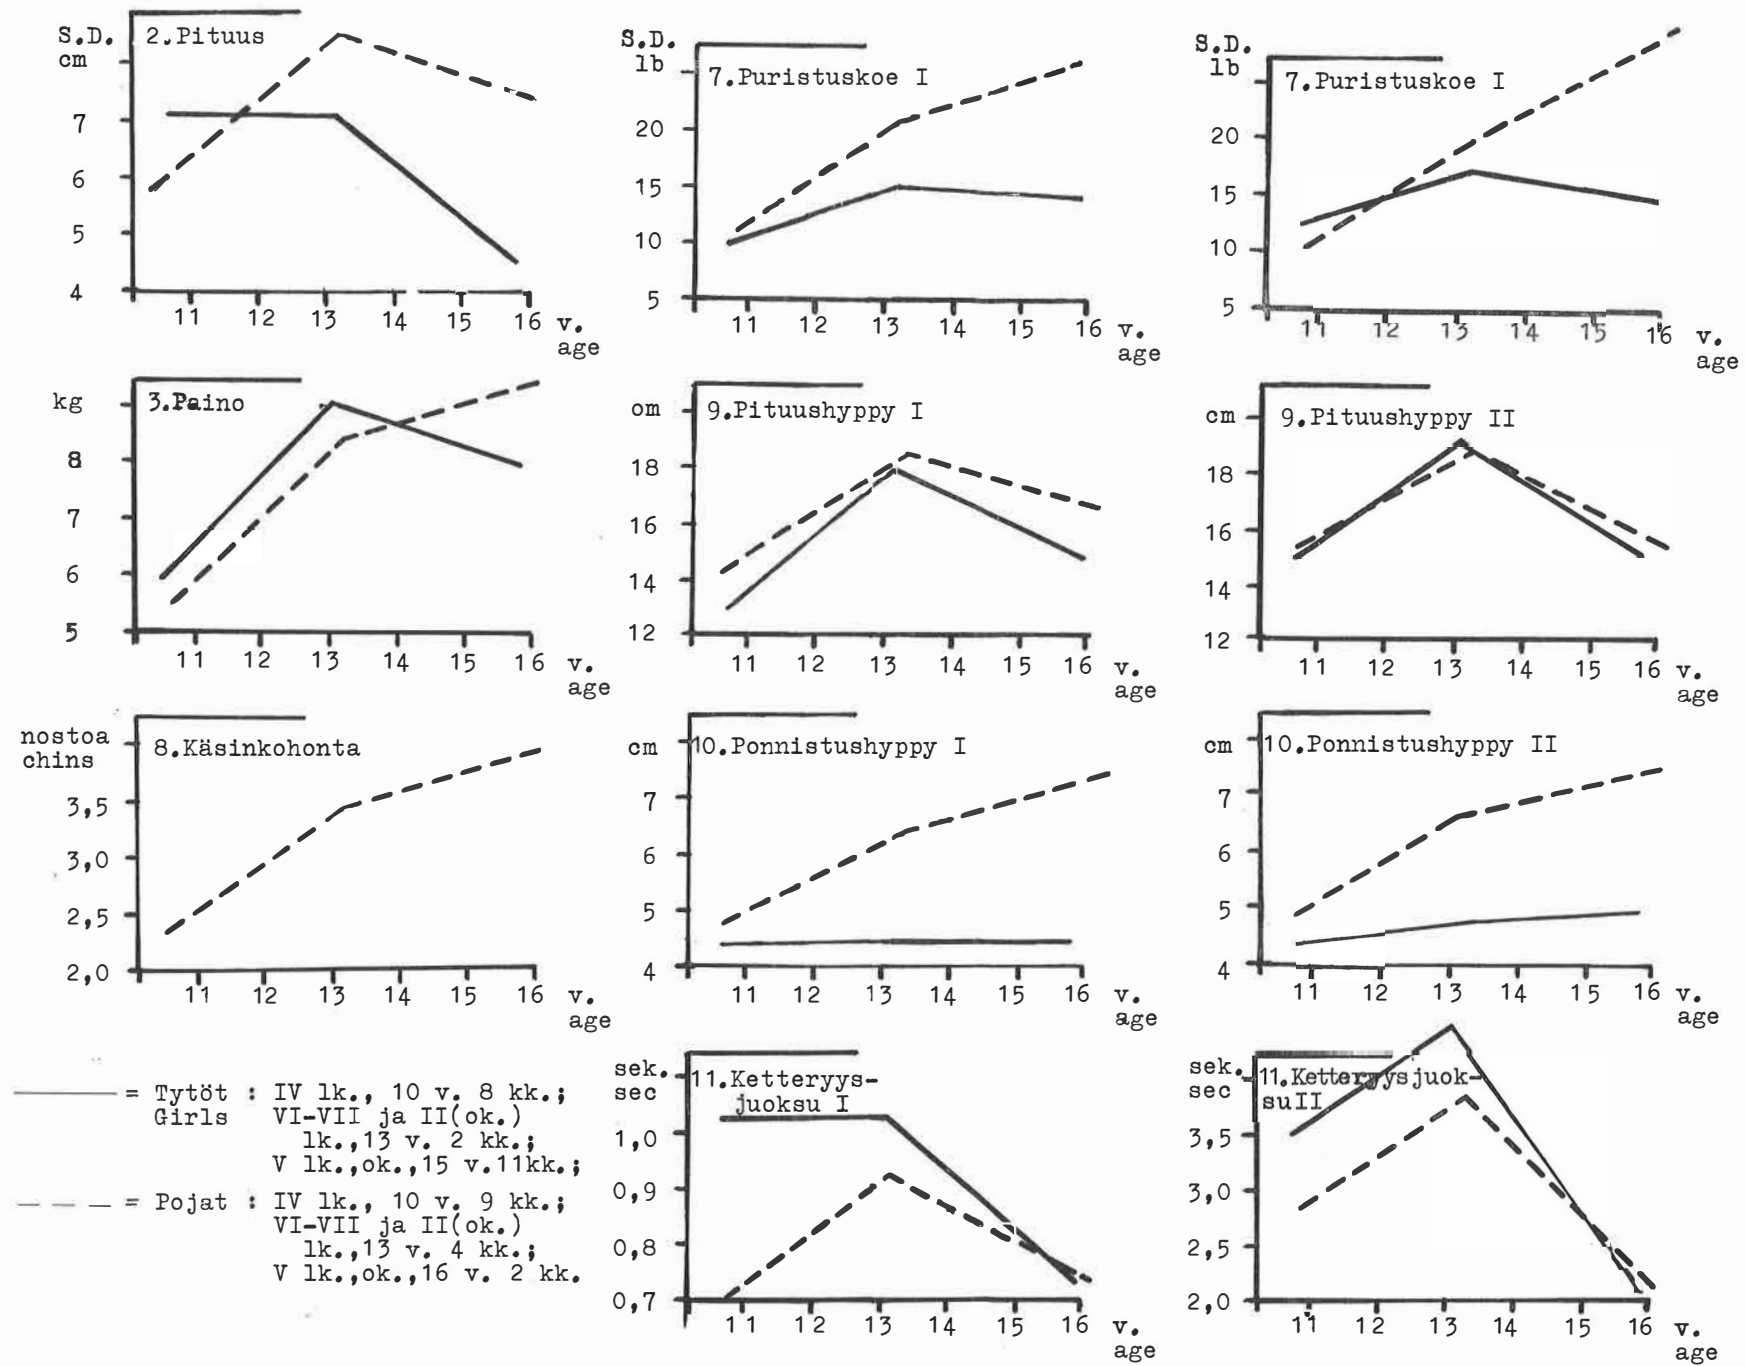 S.D.
cm
2.Pituus
7
6
5
4
11 12 13 14 15 16 v.
age
S.D.
lb
7.Puristuskoe I
20
15
10
5
11 12 13 14 15 16 v.
age
S.D.
lb
7.Puristuskoe I
20
15
10
5
11 12 13 14 15 16 v.
age
kg
3.Paino
8
7
6
5
11 12 13 14 15 16 v.
age
om
9.Pituushyppy I
18
16
14
12
11 12 13 14 15 16 v.
age
cm
9.Pituushyppy II
18
16
14
12
11 12 13 14 15 16 v.
age
nostoa
chins
8.Käsinkohonta
3,5
3,0
2,5
2,0
11 12 13 14 15 16 v.
age
cm
10.Ponnistushyppy I
7
6
5
4
11 12 13 14 15 16 v.
age
cm
10.Ponnistushyppy II
7
6
5
4
11 12 13 14 15 16 v.
age
= Tytöt : IV lk., 10 v. 8 kk.;
Girls VI-VII ja II(ok.)
lk.,13 v. 2 kk.;
V lk.,ok.,15 v.11kk.;
= Pojat : IV lk., 10 v. 9 kk.;
VI-VII ja II(ok.)
lk.,13 v. 4 kk.;
V lk.,ok.,16 v. 2 kk.
sek.
sec
11.Ketteryys-
juoksu I
1,0
0,9
0,8
0,7
11 12 13 14 15 16 v.
age
sek.
sec
11.Ketteryysjuok-
suII
3,5
3,0
2,5
2,0
11 12 13 14 15 16 v.
age